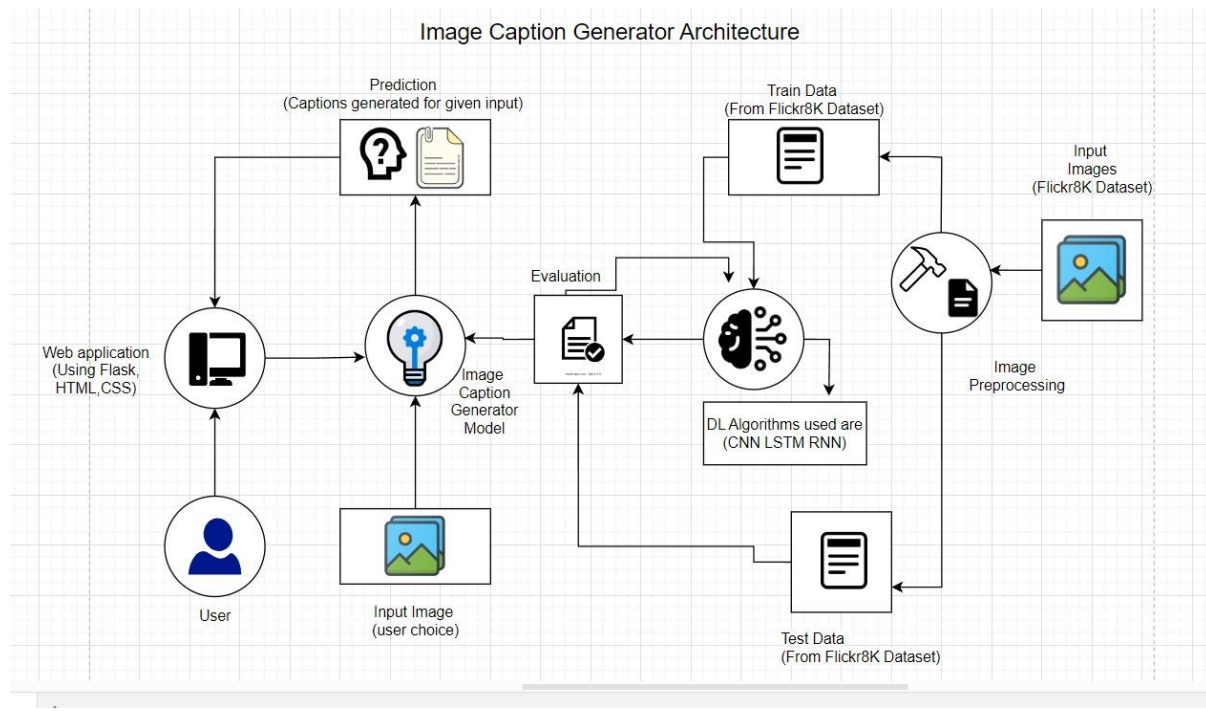 Image Caption Generator Architecture
Prediction
(Captions generated for given input)
Train Data
(From Flickr8K Dataset)
Input
Images
(Flickr8K Dataset)
Evaluation
Web application
(Using Flask,
HTML,CSS)
Image
Caption
Generator
Model
Image
Preprocessing
DL Algorithms used are
(CNN LSTM RNN)
User
Input Image
(user choice)
Test Data
(From Flickr8K Dataset)